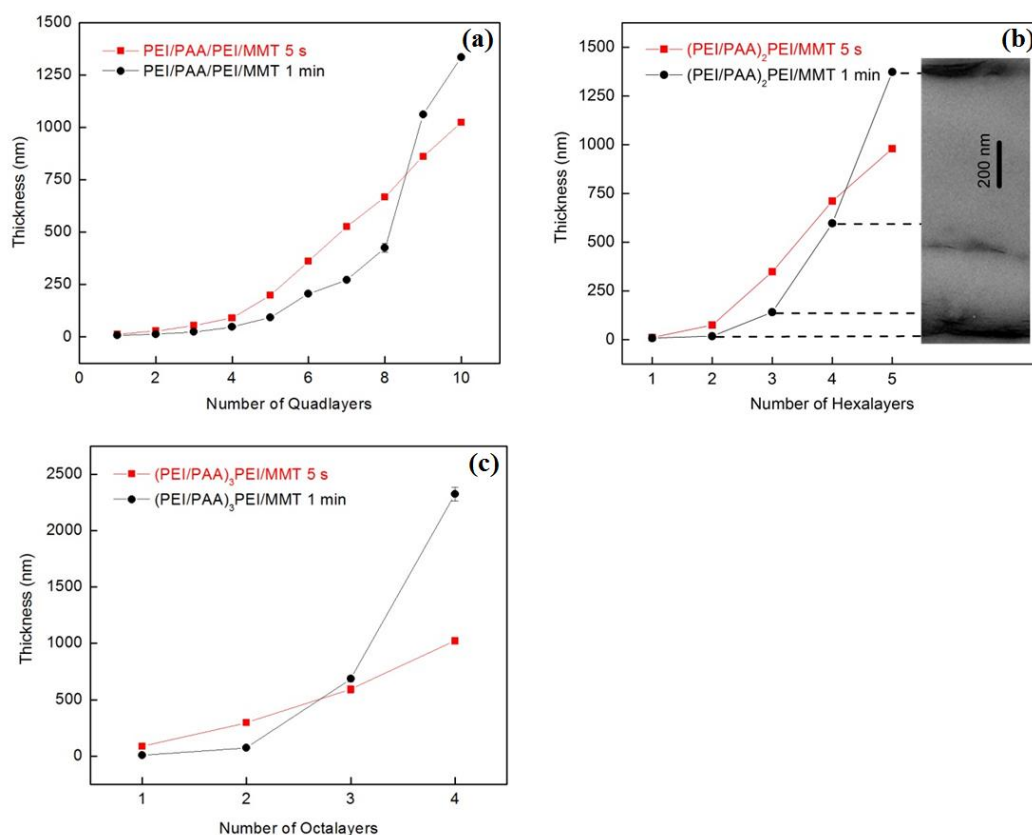 (a)
PEI/PAA/PEI/MMT 5 s
PEI/PAA/PEI/MMT 1 min
1500
1250
1000
750
500
250
0
Thickness (nm)
0 2 4 6 8 10
Number of Quadlayers
(b)
(PEI/PAA)₂PEI/MMT 5 s
(PEI/PAA)₂PEI/MMT 1 min
1500
1250
1000
750
500
250
0
Thickness (nm)
200 nm
1 2 3 4 5
Number of Hexalayers
(c)
(PEI/PAA)₃PEI/MMT 5 s
(PEI/PAA)₃PEI/MMT 1 min
2500
2000
1500
1000
500
0
Thickness (nm)
1 2 3 4
Number of Octalayers